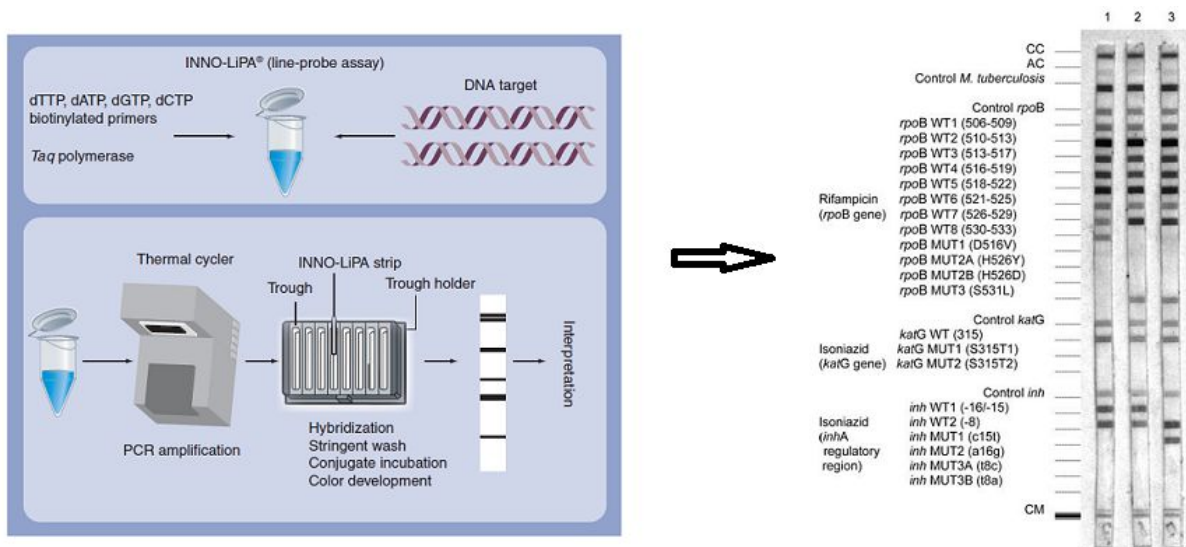 INNO-LiPA® (line-probe assay)
dTTP, dATP, dGTP, dCTP
biotinylated primers
Taq polymerase
DNA target
Thermal cycler
PCR amplification
INNO-LiPA strip
Trough
Trough holder
Hybridization
Stringent wash
Conjugate incubation
Color development
Interpretation
1 2 3
CC
AC
Control M. tuberculosis
Control rpoB
rpoB WT1 (506-509)
rpoB WT2 (510-513)
rpoB WT3 (513-517)
rpoB WT4 (516-519)
rpoB WT5 (518-522)
rpoB WT6 (521-525)
rpoB WT7 (526-529)
rpoB WT8 (530-533)
rpoB MUT1 (D516V)
rpoB MUT2A (H526Y)
rpoB MUT2B (H526D)
rpoB MUT3 (S531L)
Rifampicin
(rpoB gene)
Control katG
katG WT (315)
katG MUT1 (S315T1)
katG MUT2 (S315T2)
Isoniazid
(katG gene)
Control inh
inh WT1 (-16/-15)
inh WT2 (-8)
inh MUT1 (c15t)
inh MUT2 (a16g)
inh MUT3A (t8c)
inh MUT3B (t8a)
Isoniazid
(inhA
regulatory
region)
CM